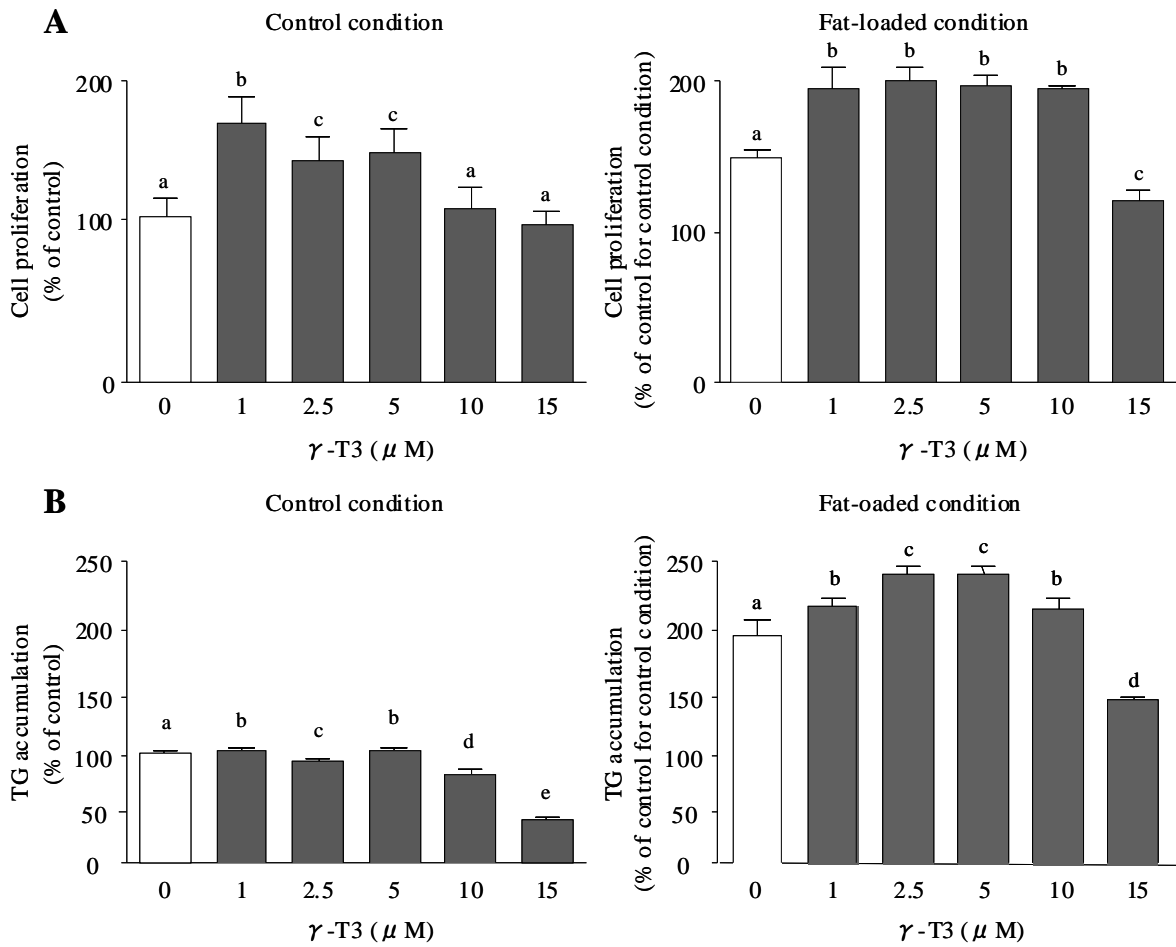 A
Control condition
Fat-loaded condition
Cell proliferation
(% of control)
200
100
0
a
b
c
c
a
a
0 1 2.5 5 10 15
γ-T3 (μM)
Cell proliferation
(% of control for control condition)
200
100
0
a
b
b
b
b
c
0 1 2.5 5 10 15
γ-T3 (μM)
B
Control condition
Fat-oaded condition
TG accumulation
(% of control)
250
200
150
100
50
0
a
b
c
b
d
e
0 1 2.5 5 10 15
γ-T3 (μM)
TG accumulation
(% of control for control condition)
250
200
150
100
50
0
a
b
c
c
b
d
0 1 2.5 5 10 15
γ-T3 (μM)